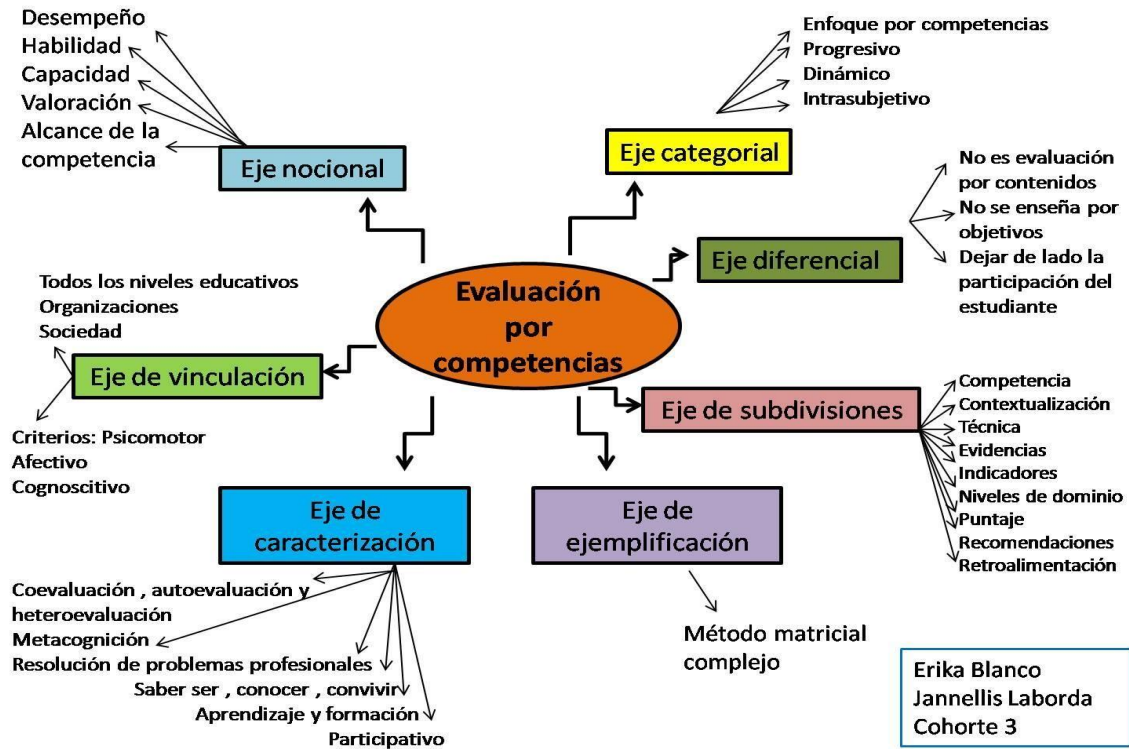 Desempeño
Habilidad
Capacidad
Valoración
Alcance de la
competencia
Eje nocional
Enfoque por competencias
Progresivo
Dinámico
Intrasubjetivo
Eje categorial
No es evaluación
por contenidos
No se enseña por
objetivos
Dejar de lado la
participación del
estudiante
Eje diferencial
Evaluación
por
competencias
Todos los niveles educativos
Organizaciones
Sociedad
Eje de vinculación
Criterios: Psicomotor
Afectivo
Cognoscitivo
Eje de subdivisiones
Competencia
Contextualización
Técnica
Evidencias
Indicadores
Niveles de dominio
Puntaje
Recomendaciones
Retroalimentación
Eje de
caracterización
Coevaluación , autoevaluación y
heteroevaluación
Metacognición
Resolución de problemas profesionales
Saber ser , conocer , convivir
Aprendizaje y formación
Participativo
Eje de
ejemplificación
Método matricial
complejo
Erika Blanco
Jannellis Laborda
Cohorte 3